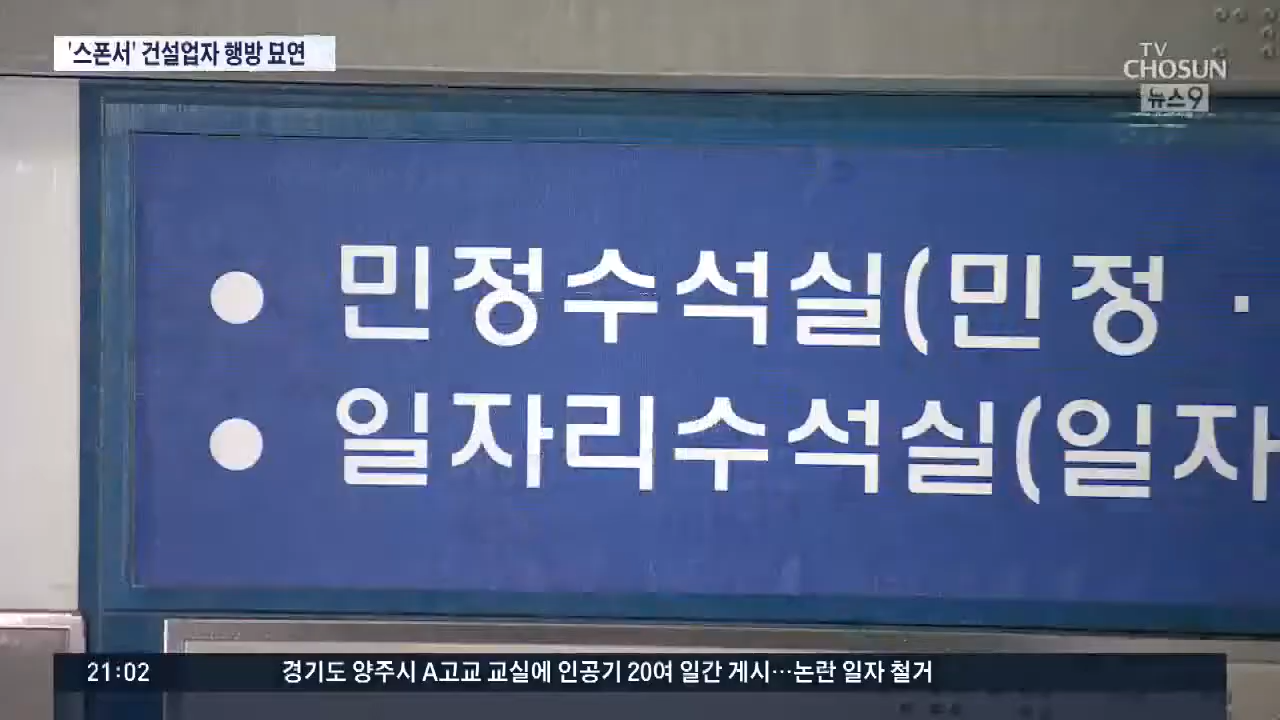 '스폰서' 건설업자 행방 묘연
TV
CHOSUN
뉴스9
● 민정수석실(민정 ·
● 일자리수석실(일자
21:02 경기도 양주시 A고교 교실에 인공기 20여 일간 게시…논란 일자 철거